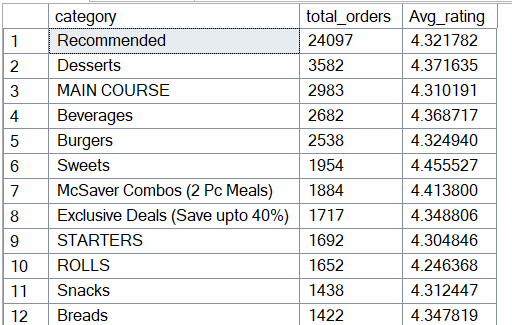 category total_orders Avg_rating
1 Recommended 24097 4.321782
2 Desserts 3582 4.371635
3 MAIN COURSE 2983 4.310191
4 Beverages 2682 4.368717
5 Burgers 2538 4.324940
6 Sweets 1954 4.455527
7 McSaver Combos (2 Pc Meals) 1884 4.413800
8 Exclusive Deals (Save upto 40%) 1717 4.348806
9 STARTERS 1692 4.304846
10 ROLLS 1652 4.246368
11 Snacks 1438 4.312447
12 Breads 1422 4.347819